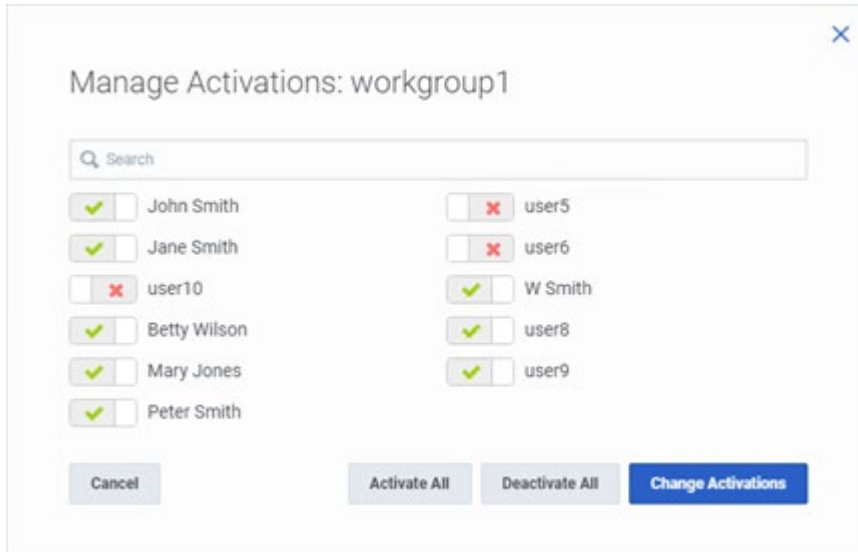 Manage Activations: workgroup1
Search
John Smith
user5
Jane Smith
user6
user10
W Smith
Betty Wilson
user8
Mary Jones
user9
Peter Smith
Cancel
Activate All
Deactivate All
Change Activations